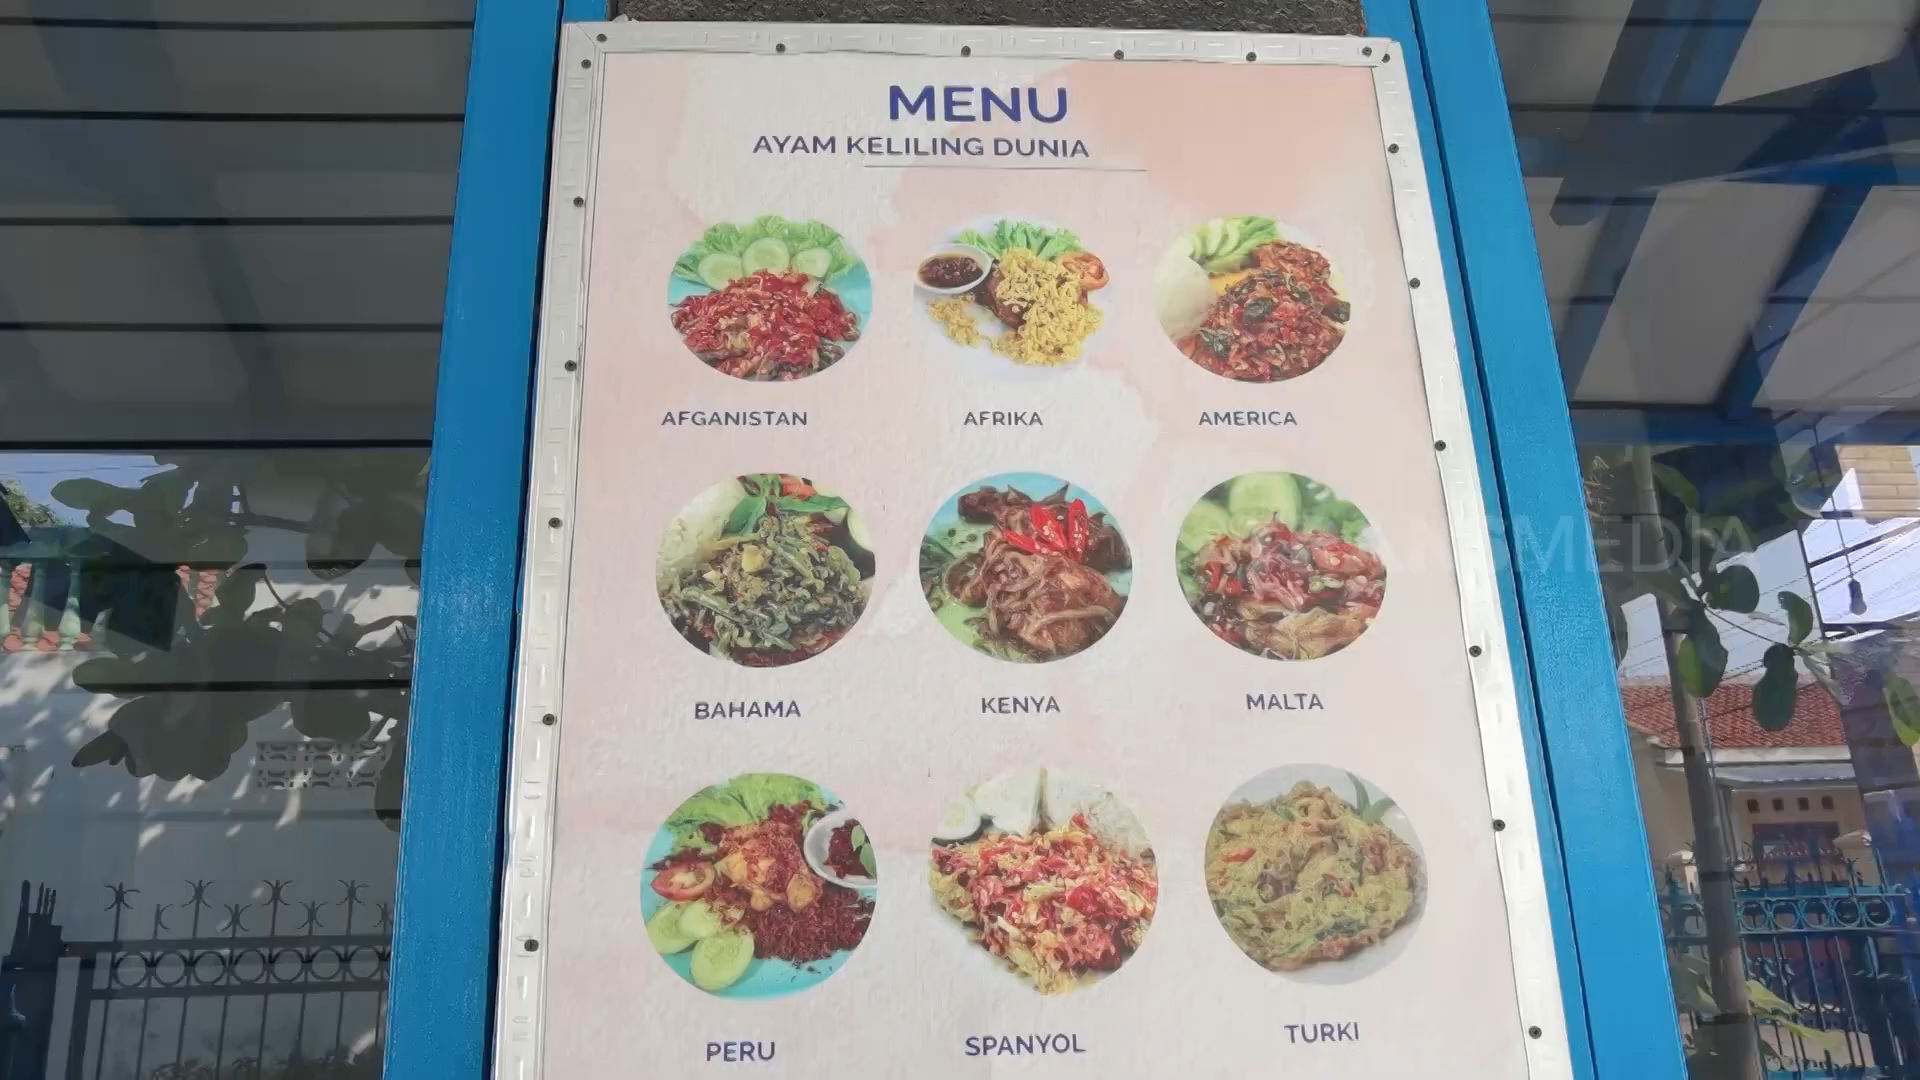 MENU
AYAM KELILING DUNIA
AFGANISTAN
AFRIKA
AMERICA
BAHAMA
KENYA
MALTA
PERU
SPANYOL
TURKI